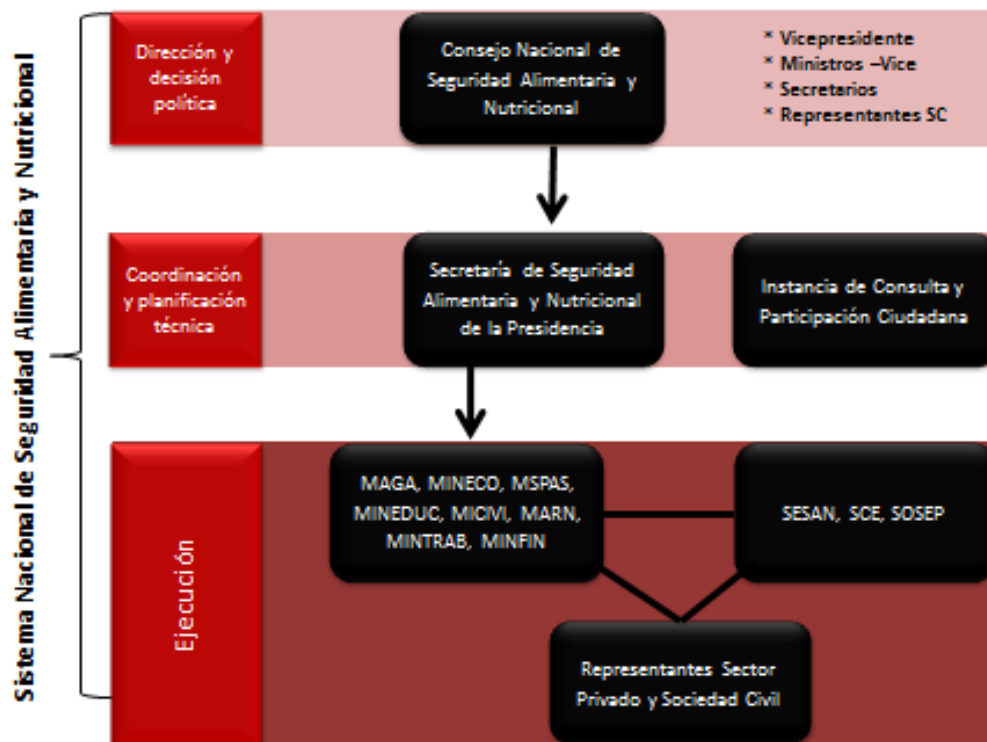 Sistema Nacional de Seguridad Alimentaria y Nutricional
Dirección y
decisión
política
Consejo Nacional de
Seguridad Alimentaria y
Nutricional
* Vicepresidente
* Ministros –Vice
* Secretarios
* Representantes SC
Coordinación
y planificación
técnica
Secretaría de Seguridad
Alimentaria y Nutricional
de la Presidencia
Instancia de Consulta y
Participación Ciudadana
Ejecución
MAGA, MINECO, MSPAS,
MINEDUC, MICIVI, MARN,
MINTRAB, MINFIN
SESAN, SCE, SOSEP
Representantes Sector
Privado y Sociedad Civil